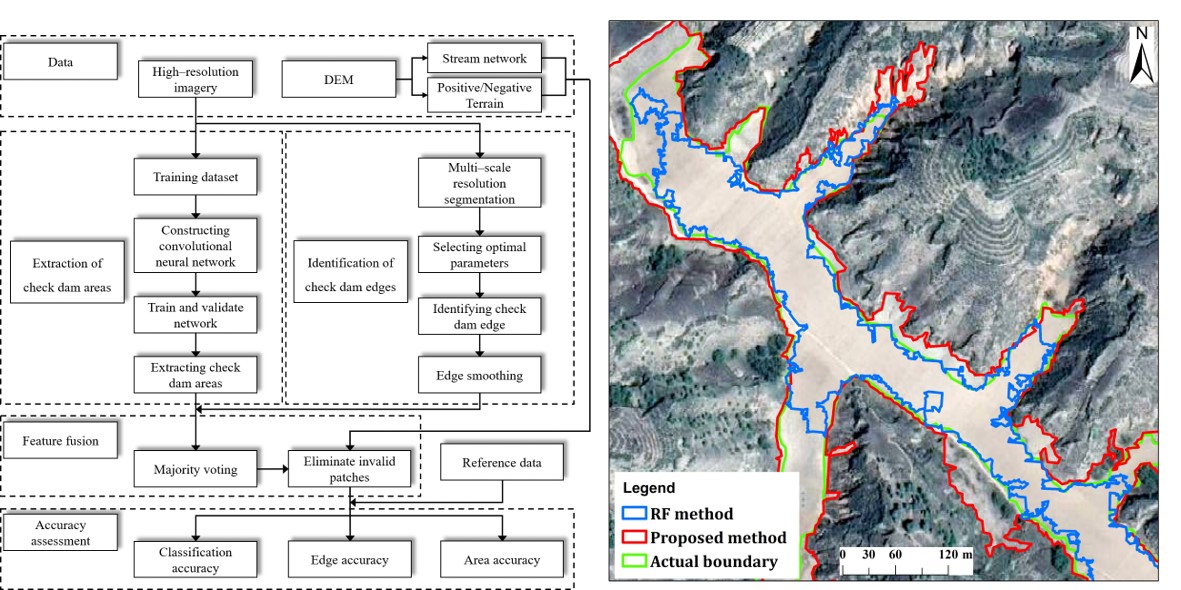 Data
High–resolution
imagery
DEM
Stream network
Positive/Negative
Terrain
Extraction of
check dam areas
Training dataset
Constructing
convolutional
neural network
Train and validate
network
Extracting check
dam areas
Identification of
check dam edges
Multi–scale
resolution
segmentation
Selecting optimal
parameters
Identifying check
dam edge
Edge smoothing
Feature fusion
Majority voting
Eliminate invalid
patches
Reference data
Accuracy
assessment
Classification
accuracy
Edge accuracy
Area accuracy
N
Legend
RF method
Proposed method
Actual boundary
0 30 60 120 m